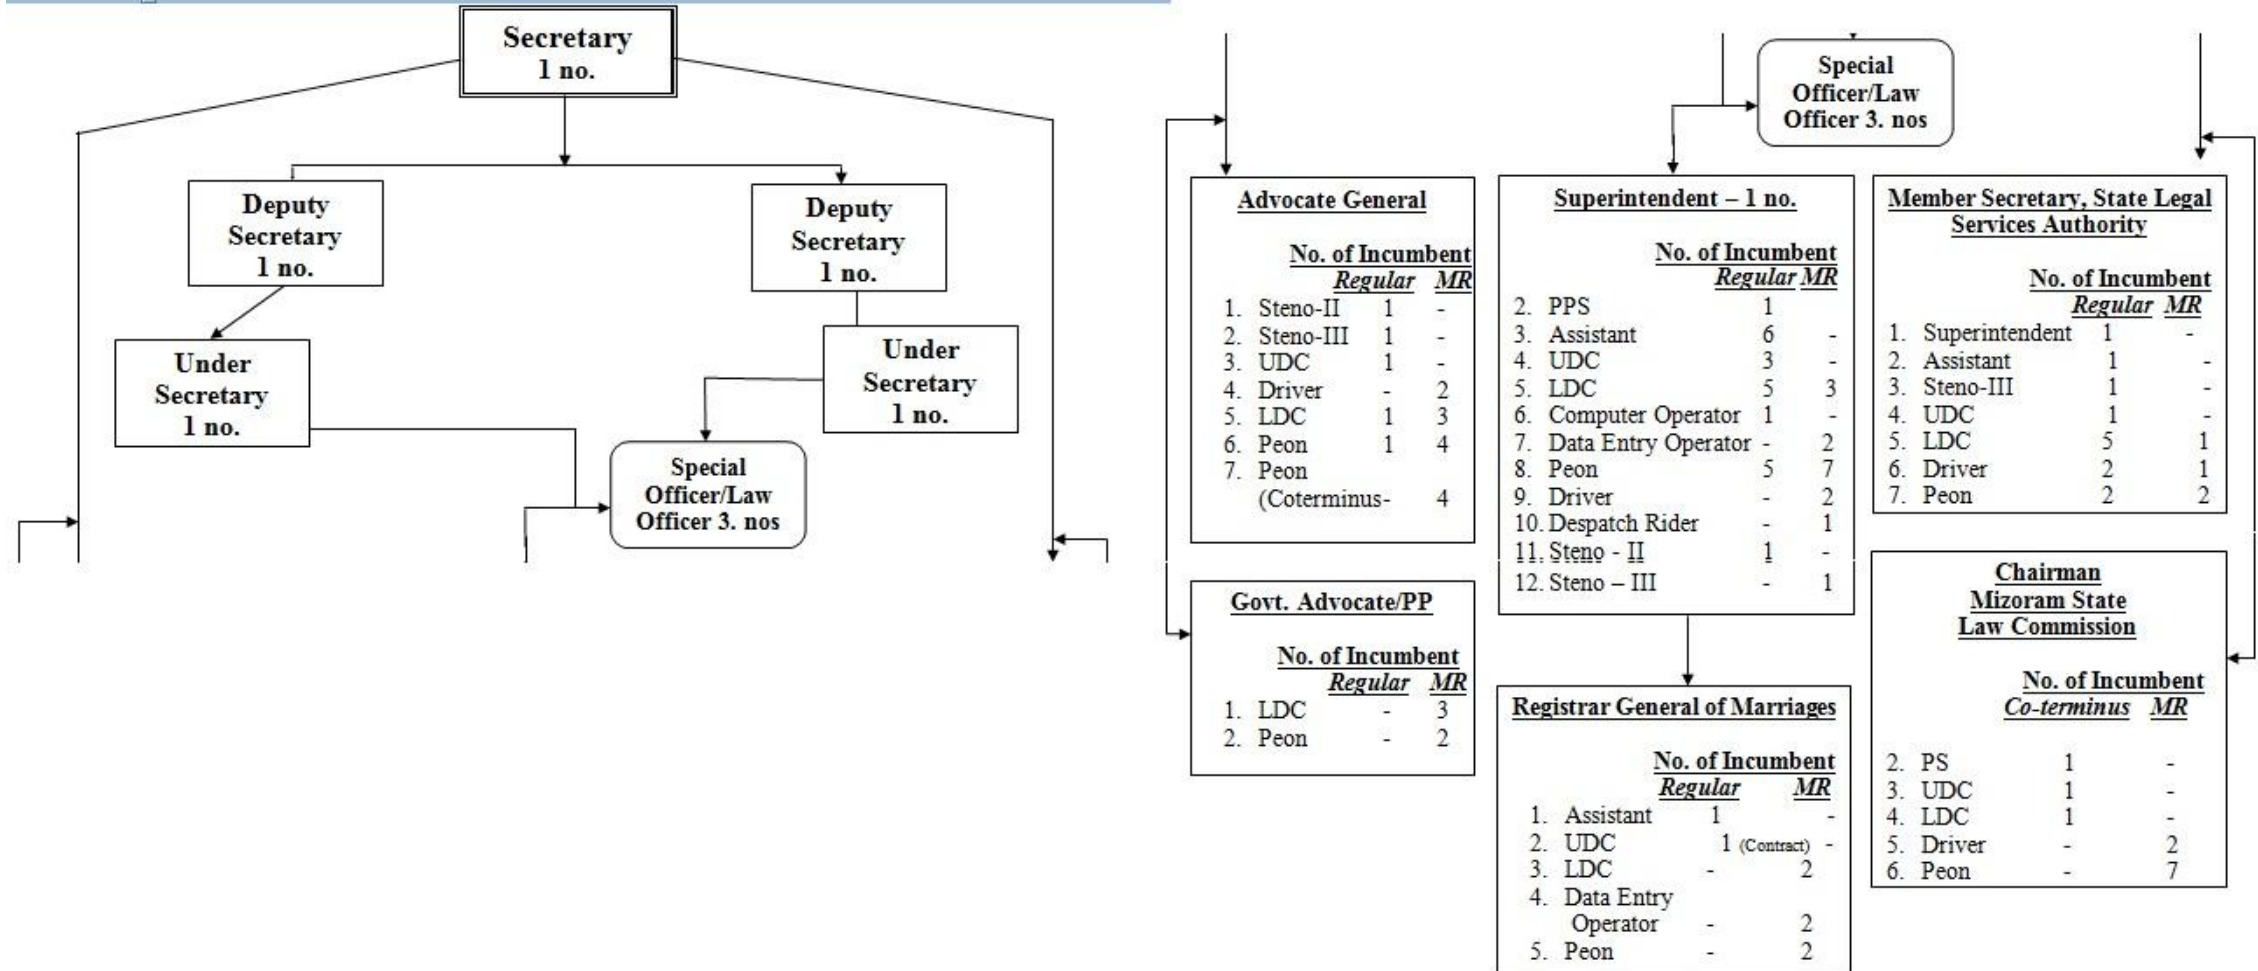 Secretary
1 no.
Deputy
Secretary
1 no.
Deputy
Secretary
1 no.
Under
Secretary
1 no.
Under
Secretary
1 no.
Special
Officer/Law
Officer 3. nos
Special
Officer/Law
Officer 3. nos
Advocate General
No. of Incumbent
Regular MR
1. Steno-II 1 -
2. Steno-III 1 -
3. UDC 1 -
4. Driver - 2
5. LDC 1 3
6. Peon 1 4
7. Peon
(Coterminus- 4
Govt. Advocate/PP
No. of Incumbent
Regular MR
1. LDC - 3
2. Peon - 2
Superintendent – 1 no.
No. of Incumbent
Regular MR
2. PPS 1
3. Assistant 6 -
4. UDC 3 -
5. LDC 5 3
6. Computer Operator 1 -
7. Data Entry Operator - 2
8. Peon 5 7
9. Driver - 2
10. Despatch Rider - 1
11. Steno - II 1 -
12. Steno – III - 1
Registrar General of Marriages
No. of Incumbent
Regular MR
1. Assistant 1 -
2. UDC 1 (Contract) -
3. LDC - 2
4. Data Entry
Operator - 2
5. Peon - 2
Member Secretary, State Legal
Services Authority
No. of Incumbent
Regular MR
1. Superintendent 1 -
2. Assistant 1 -
3. Steno-III 1 -
4. UDC 1 -
5. LDC 5 1
6. Driver 2 1
7. Peon 2 2
Chairman
Mizoram State
Law Commission
No. of Incumbent
Co-terminus MR
2. PS 1 -
3. UDC 1 -
4. LDC 1 -
5. Driver - 2
6. Peon - 7